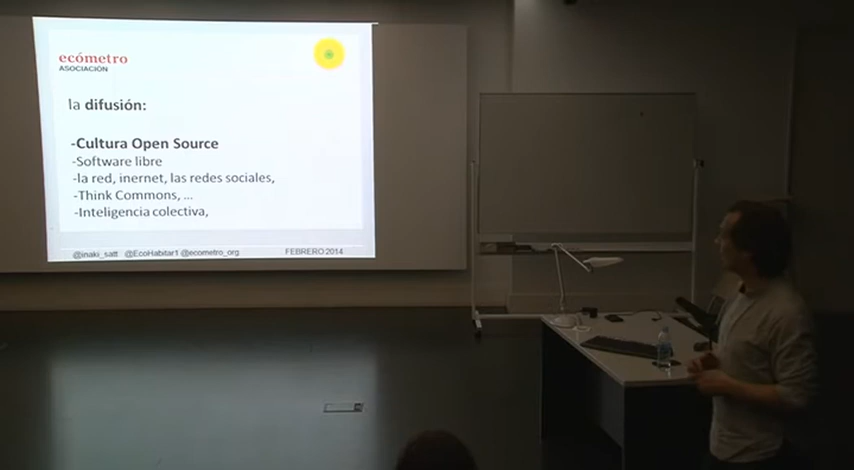 ecómetro
ASOCIACIÓN
la difusión:
-Cultura Open Source
-Software libre
-la red, inernet, las redes sociales,
-Think Commons, ...
-Inteligencia colectiva,
@inaki_satt @EcoHabitar1 @ecometro_org FEBRERO 2014